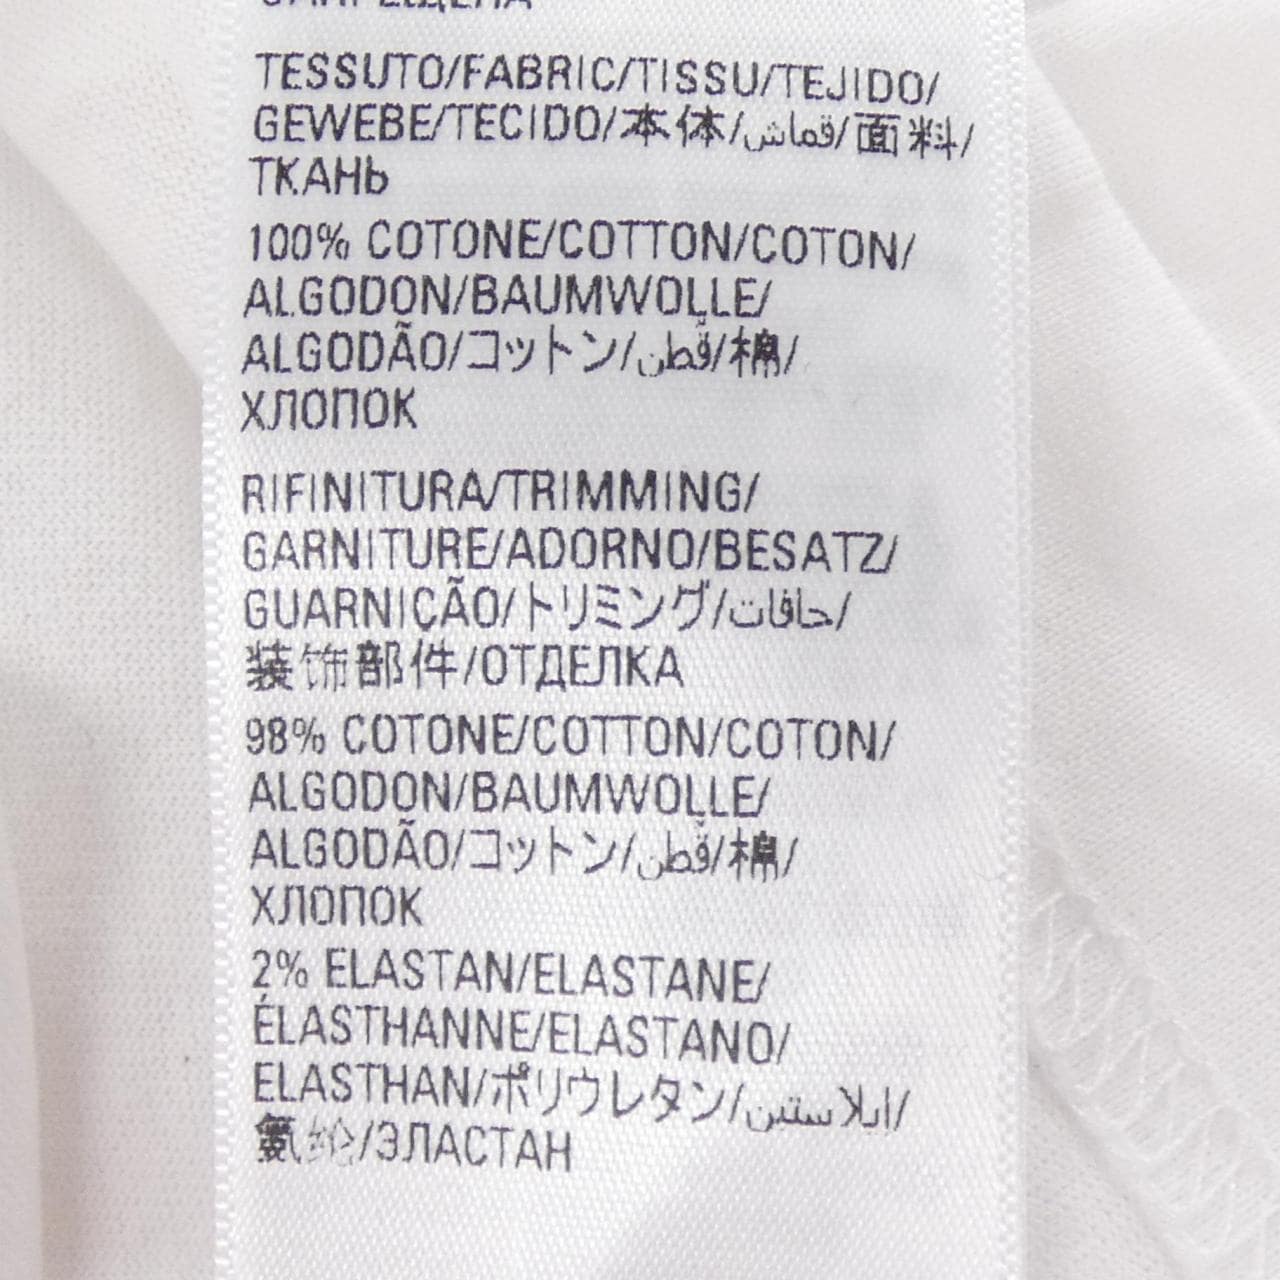 TESSUTO/FABRIC/TISSU/TEJIDO/
GEWEBE/TECIDO/本体/قماش/面料/
ТКАНЬ
100% COTONE/COTTON/COTON/
ALGODON/BAUMWOLLE/
ALGODÃO/コットン/قطن/棉/
ХЛОПОК
RIFINITURA/TRIMMING/
GARNITURE/ADORNO/BESATZ/
GUARNIÇÃO/トリミング/حافات/
装饰部件/ОТДЕЛКА
98% COTONE/COTTON/COTON/
ALGODON/BAUMWOLLE/
ALGODÃO/コットン/قطن/棉/
ХЛОПОК
2% ELASTAN/ELASTANE/
ÉLASTHANNE/ELASTANO/
ELASTHAN/ポリウレタン/ايلاستين/
氨纶/ЭЛАСТАН